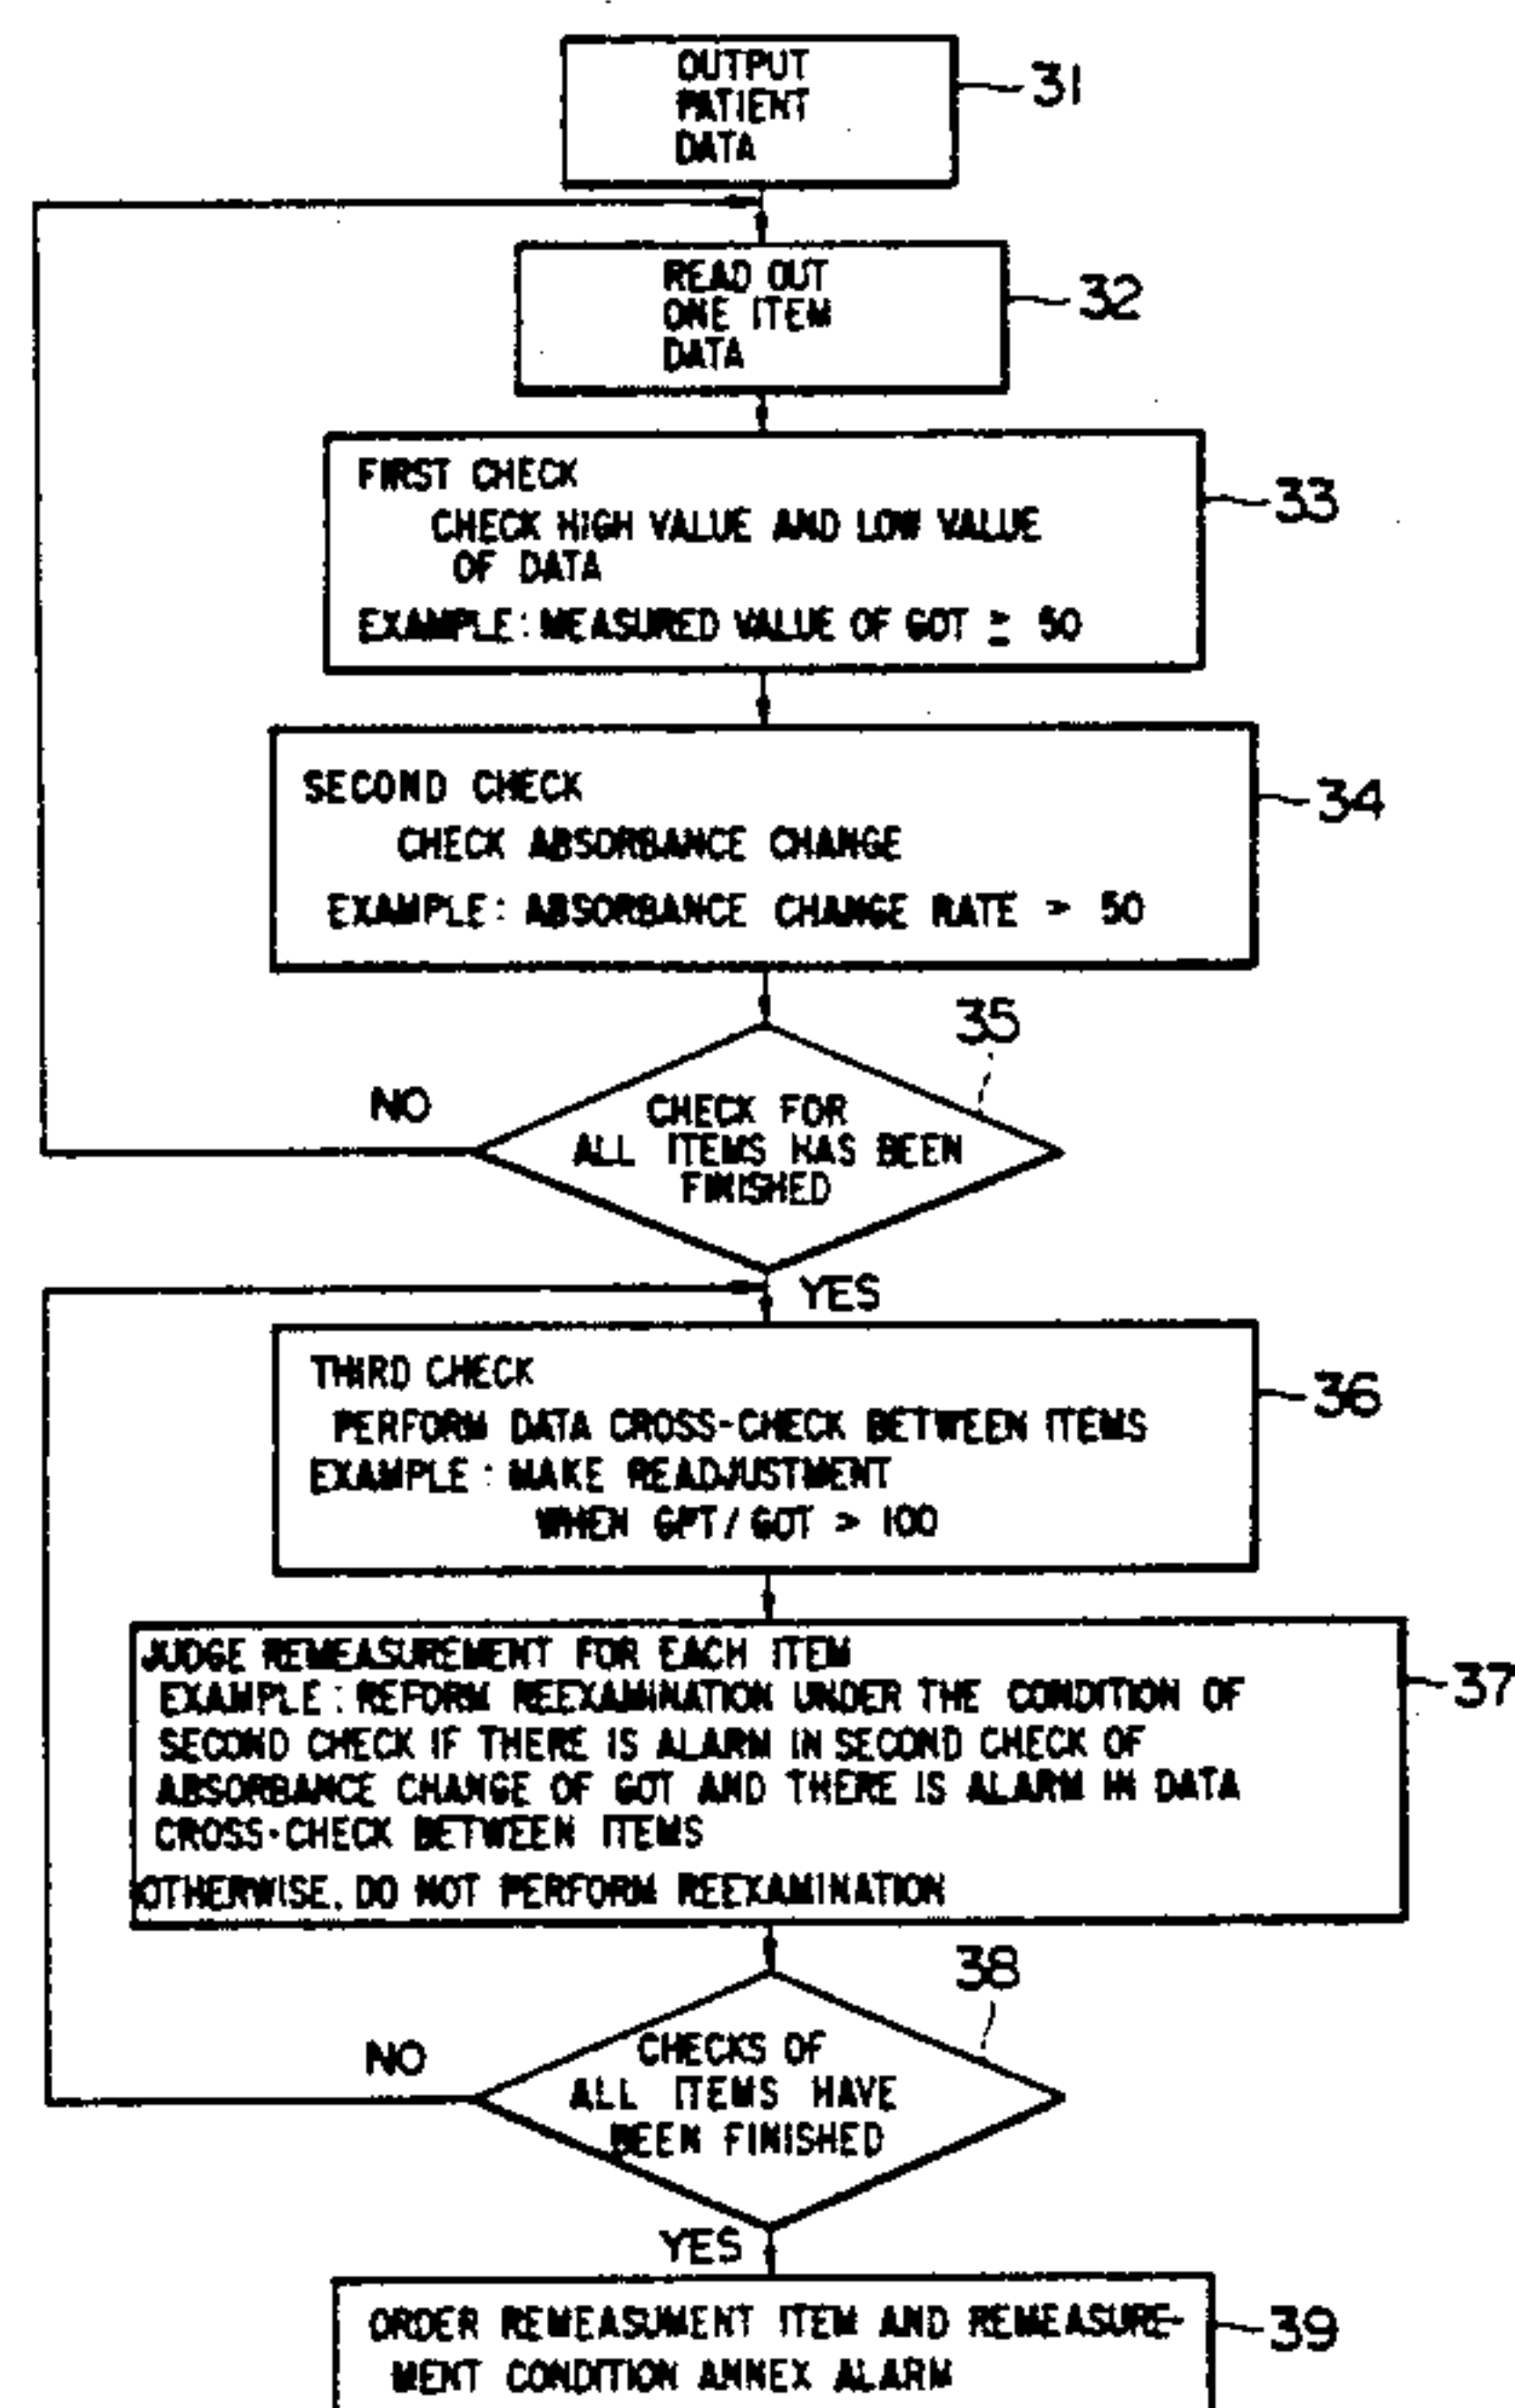 OUTPUT
PATIENT
DATA
31
READ OUT
ONE ITEM
DATA
32
FIRST CHECK
CHECK HIGH VALUE AND LOW VALUE
OF DATA
EXAMPLE: MEASURED VALUE OF GOT ≥ 50
33
SECOND CHECK
CHECK ABSORBANCE CHANGE
EXAMPLE: ABSORBANCE CHANGE RATE > 50
34
35
CHECK FOR
ALL ITEMS HAS BEEN
FINISHED
NO
YES
THIRD CHECK
PERFORM DATA CROSS-CHECK BETWEEN ITEMS
EXAMPLE: MAKE READJUSTMENT
WHEN GPT/GOT > 100
36
JUDGE REMEASUREMENT FOR EACH ITEM
EXAMPLE: REFORM REEXAMINATION UNDER THE CONDITION OF
SECOND CHECK IF THERE IS ALARM IN SECOND CHECK OF
ABSORBANCE CHANGE OF GOT AND THERE IS ALARM IN DATA
CROSS-CHECK BETWEEN ITEMS
OTHERWISE, DO NOT PERFORM REEXAMINATION
37
38
CHECKS OF
ALL ITEMS HAVE
BEEN FINISHED
NO
YES
ORDER REMEASUMENT ITEM AND REMEASURE-
MENT CONDITION ANNEX ALARM
39